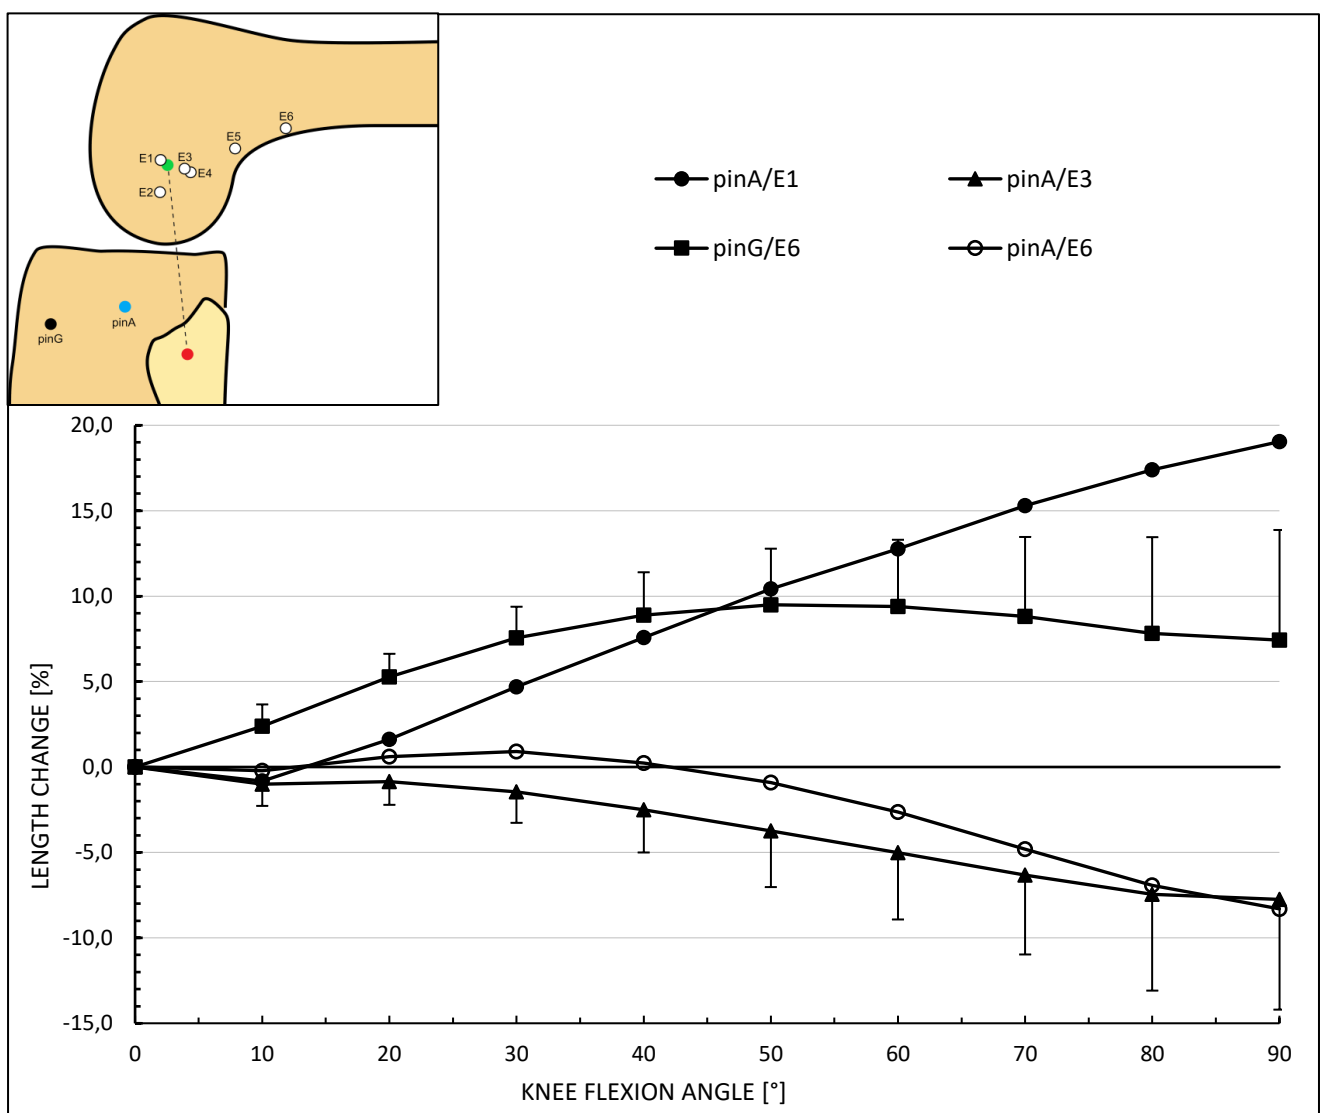 E6
E5
E1 E3
E4
E2
pinA
pinG
pinA/E1 pinA/E3
pinG/E6 pinA/E6
20,0
15,0
10,0
5,0
0,0
-5,0
-10,0
-15,0
LENGTH CHANGE [%]
0 10 20 30 40 50 60 70 80 90
KNEE FLEXION ANGLE [°]